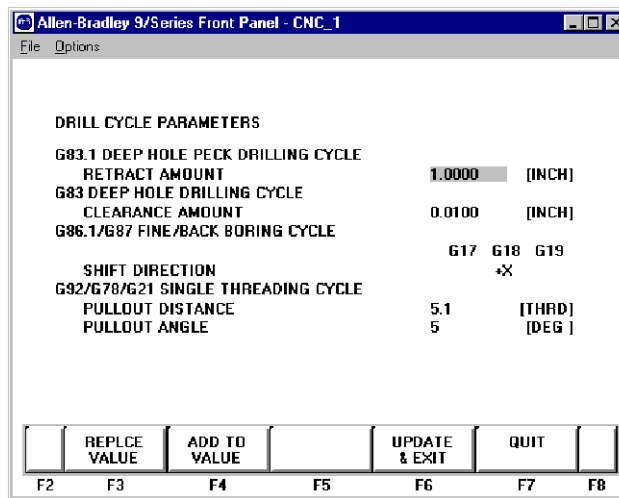 Allen-Bradley 9/Series Front Panel - CNC_1
File Options
DRILL CYCLE PARAMETERS
G83.1 DEEP HOLE PECK DRILLING CYCLE
RETRACT AMOUNT 1.0000 [INCH]
G83 DEEP HOLE DRILLING CYCLE
CLEARANCE AMOUNT 0.0100 [INCH]
G86.1/G87 FINE/BACK BORING CYCLE
G17 G18 G19
SHIFT DIRECTION +X
G92/G78/G21 SINGLE THREADING CYCLE
PULLOUT DISTANCE 5.1 [THRD]
PULLOUT ANGLE 5 [DEG ]
REPLCE ADD TO UPDATE QUIT
VALUE VALUE & EXIT
F2 F3 F4 F5 F6 F7 F8